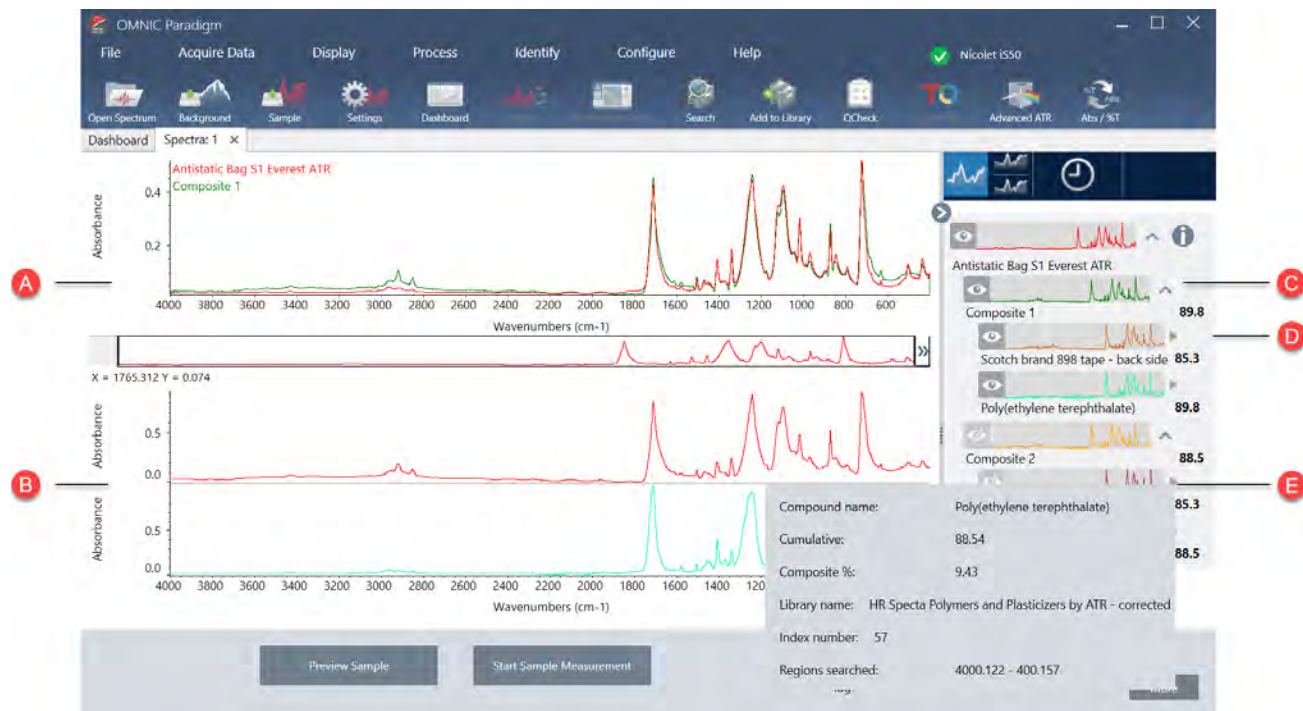 OMNIC Paradigm
File Acquire Data Display Process Identify Configure Help Nicolet iS50
Open Spectrum Background Sample Settings Dashboard Search Add to Library QCheck TQ Advanced ATR %T ABS Abs / %T
Dashboard Spectra: 1 ×
Antistatic Bag S1 Everest ATR
Composite 1
Absorbance
0.4
0.2
4000 3800 3600 3400 3200 3000 2800 2600 2400 2200 2000 1800 1600 1400 1200 1000 800 600
Wavenumbers (cm-1)
X = 1765.312 Y = 0.074
Absorbance
0.5
0.0
Absorbance
0.5
0.0
4000 3800 3600 3400 3200 3000 2800 2600 2400 2200 2000 1800 1600 1400 1200
Wavenumbers (cm-1)
A
B
Antistatic Bag S1 Everest ATR
C
Composite 1 89.8
D
Scotch brand 898 tape - back side 85.3
Poly(ethylene terephthalate) 89.8
Composite 2 88.5
E
85.3
88.5
Compound name: Poly(ethylene terephthalate)
Cumulative: 88.54
Composite %: 9.43
Library name: HR Specta Polymers and Plasticizers by ATR - corrected
Index number: 57
Regions searched: 4000.122 - 400.157
Preview Sample Start Sample Measurement More